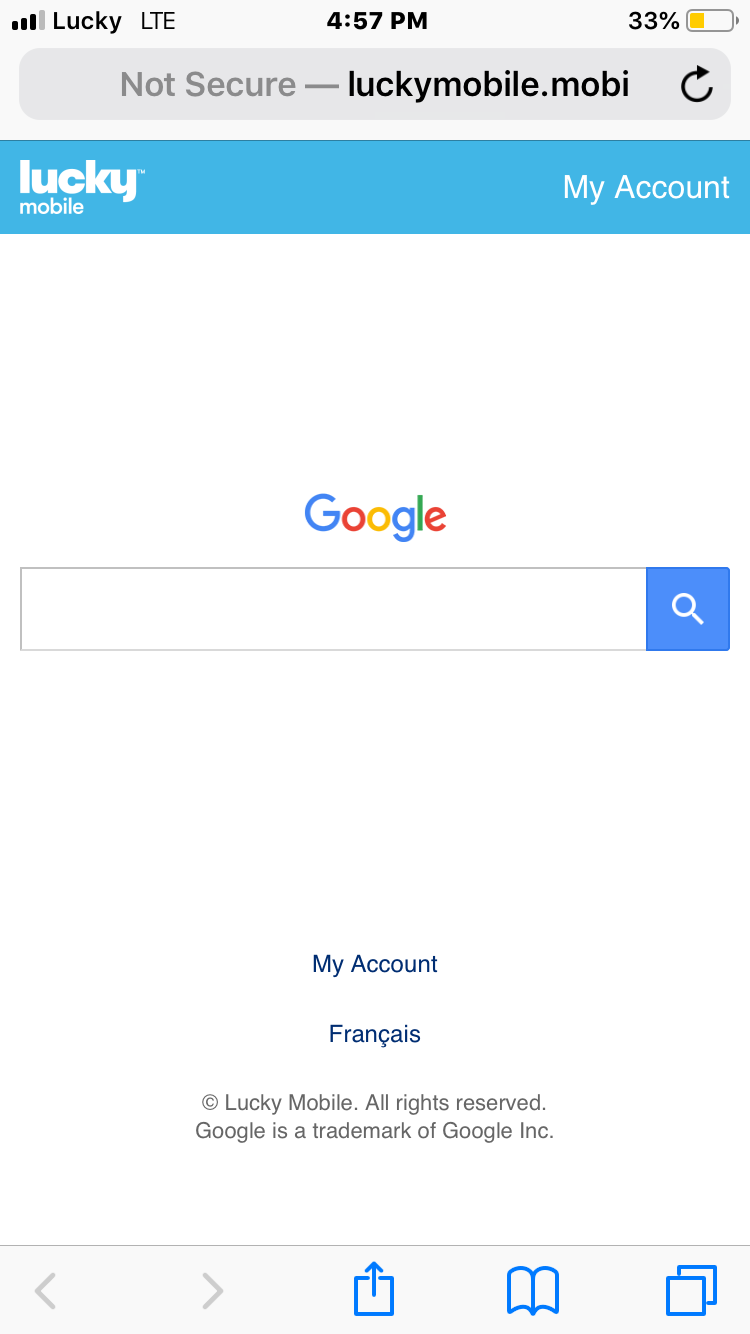 Lucky LTE 4:57 PM 33%
Not Secure — luckymobile.mobi
lucky™
mobile
My Account
Google
My Account
Français
© Lucky Mobile. All rights reserved.
Google is a trademark of Google Inc.